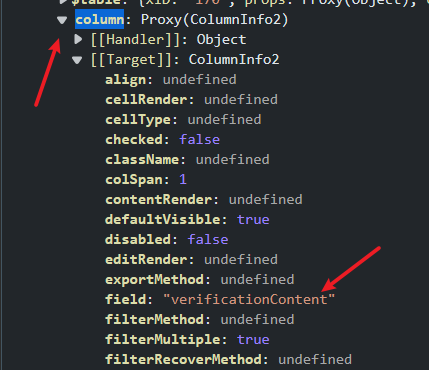 $table: {xID: '170', props: Proxy(Object),
column: Proxy(ColumnInfo2)
[[Handler]]: Object
[[Target]]: ColumnInfo2
align: undefined
cellRender: undefined
cellType: undefined
checked: false
className: undefined
colSpan: 1
contentRender: undefined
defaultVisible: true
disabled: false
editRender: undefined
exportMethod: undefined
field: "verificationContent"
filterMethod: undefined
filterMultiple: true
filterRecoverMethod: undefined